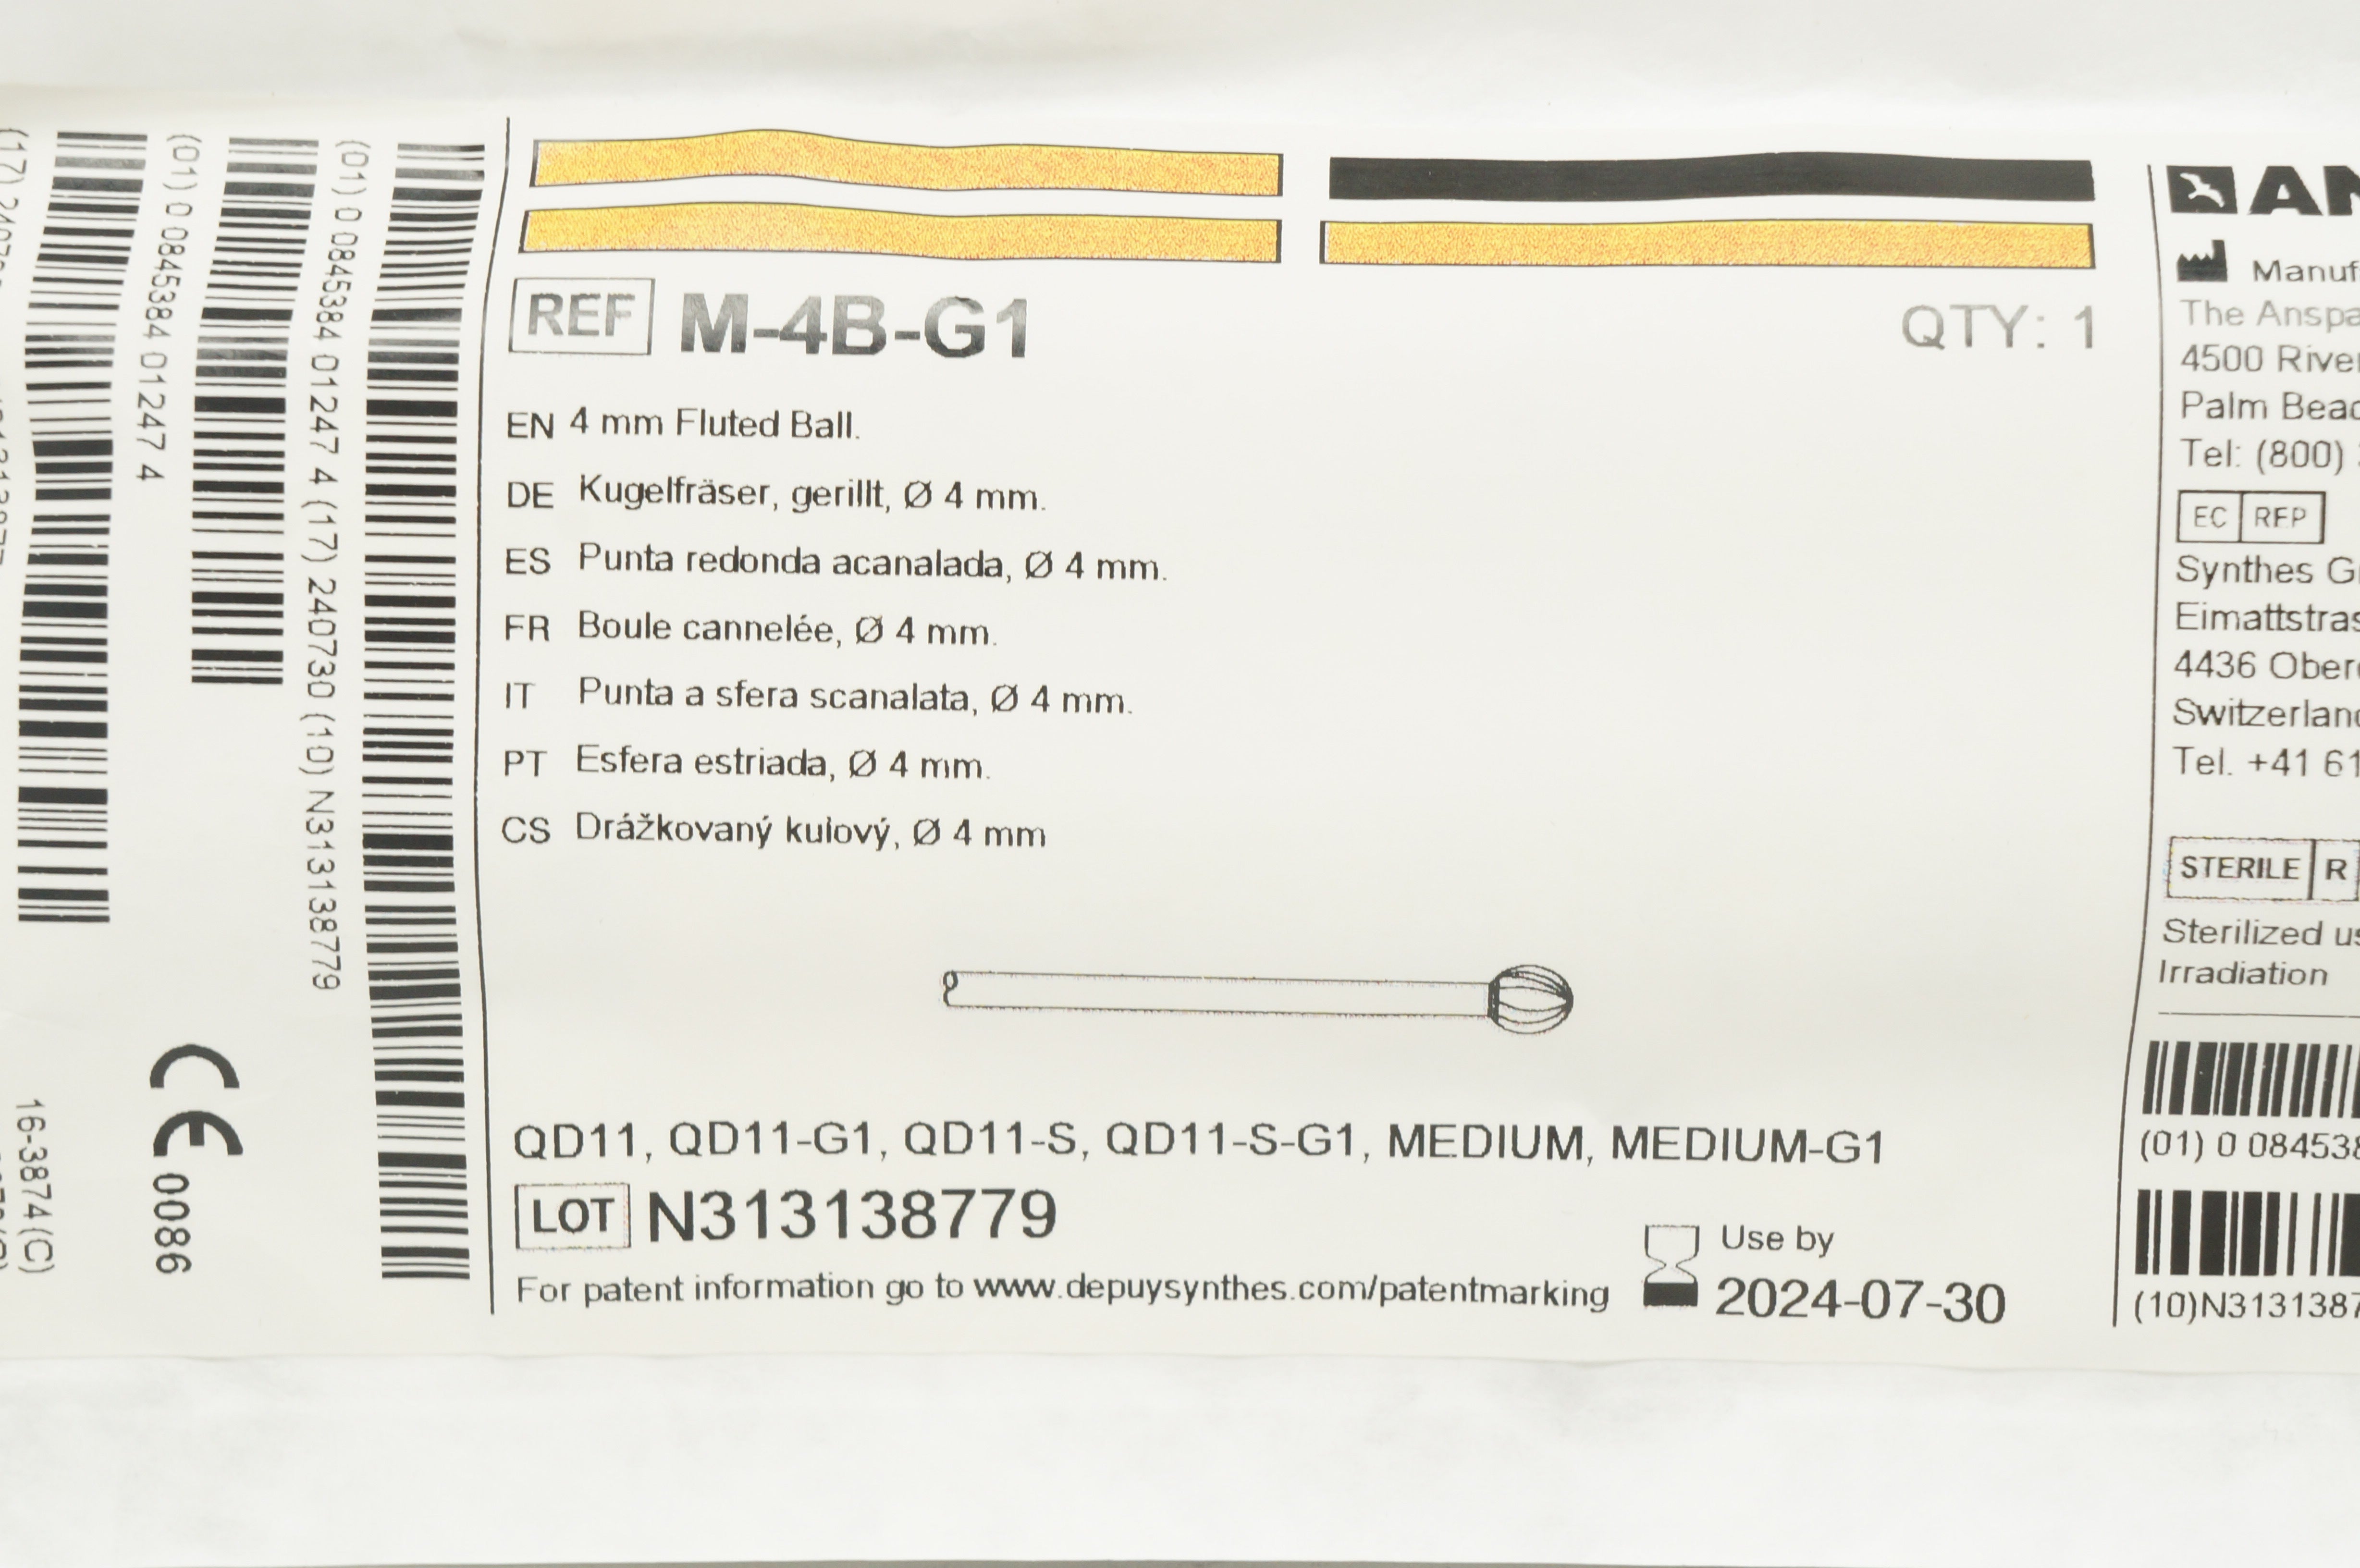 (01) 0 0845384 01247 4
(01) 0 0845384 01247 4 (17) 240730 (10) N313138779
16-3874(C)
CE 0086
REF M-4B-G1
QTY: 1
EN 4 mm Fluted Ball.
DE Kugelfräser, gerillt, Ø 4 mm.
ES Punta redonda acanalada, Ø 4 mm.
FR Boule cannelée, Ø 4 mm.
IT Punta a sfera scanalata, Ø 4 mm.
PT Esfera estriada, Ø 4 mm.
CS Drážkovaný kulový, Ø 4 mm
QD11, QD11-G1, QD11-S, QD11-S-G1, MEDIUM, MEDIUM-G1
LOT N313138779
For patent information go to www.depuysynthes.com/patentmarking
Use by
2024-07-30
AN
Manuf
The Anspa
4500 River
Palm Beac
Tel: (800)
EC REP
Synthes G
Eimattstras
4436 Ober
Switzerland
Tel. +41 61
STERILE R
Sterilized us
Irradiation
(01) 0 084538
(10)N3131387